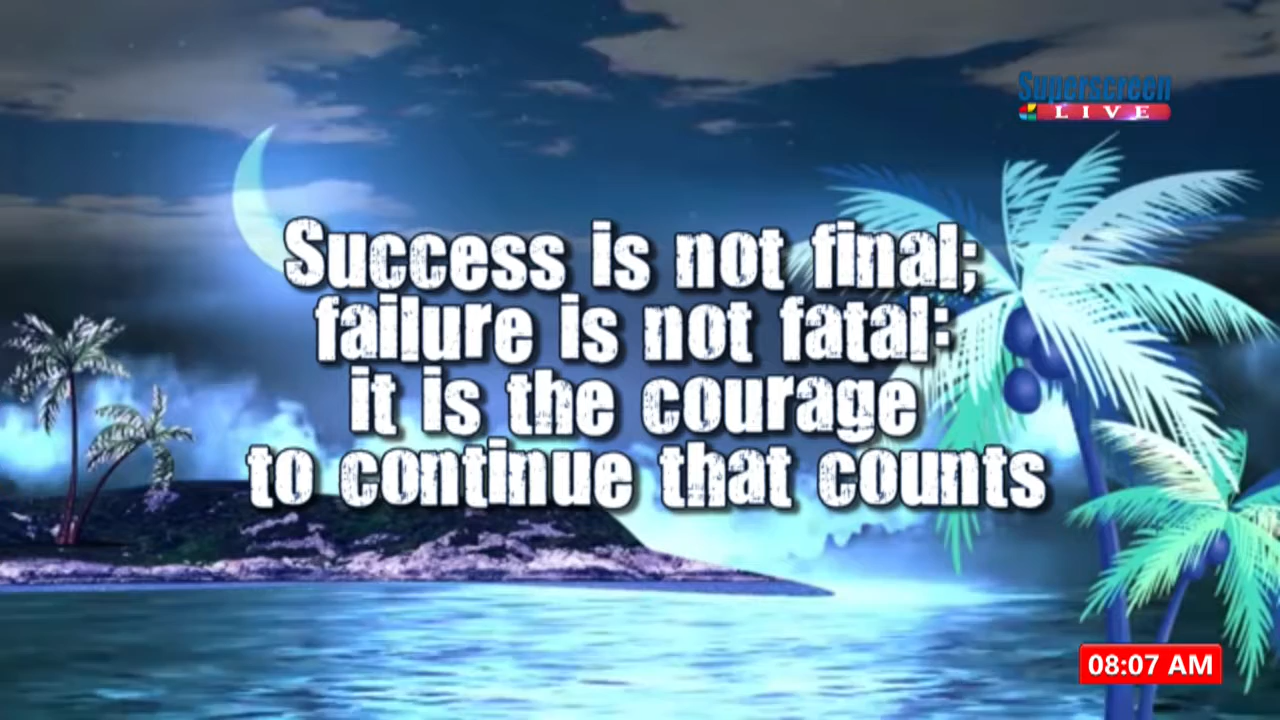 Superscreen
LIVE
Success is not final;
failure is not fatal:
it is the courage
to continue that counts
08:07 AM